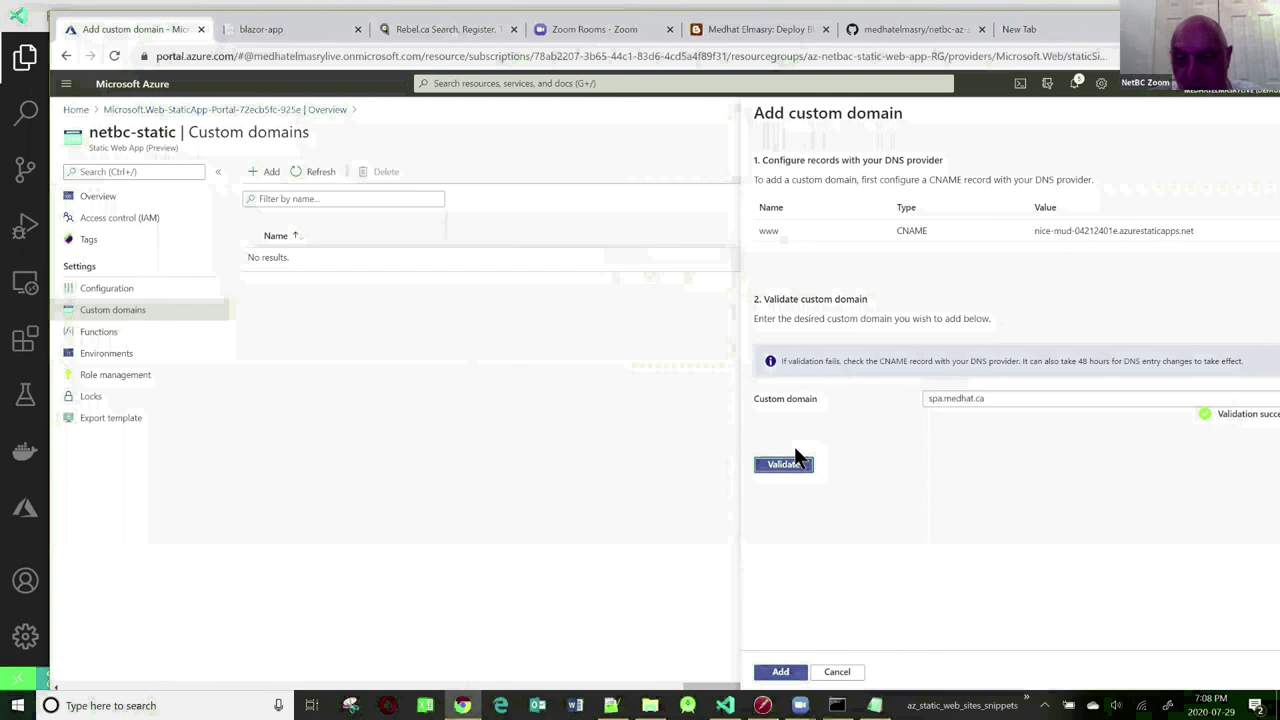 Add custom domain - Micr
blazor-app
Rebel.ca Search, Register, T
Zoom Rooms - Zoom
Medhat Elmasry: Deploy Bl
medhatelmasry/netbc-az-s
New Tab
portal.azure.com/#@medhatelmasrylive.onmicrosoft.com/resource/subscriptions/78ab2207-3b65-44c1-83d6-4cd5a4f89f31/resourcegroups/az-netbac-static-web-app-RG/providers/Microsoft.Web/staticSi...
Microsoft Azure
Search resources, services, and docs (G+/)
5
NetBC Zoom
Home > Microsoft.Web-StaticApp-Portal-72ecb5fc-925e | Overview >
netbc-static | Custom domains
Static Web App (Preview)
Search (Ctrl+/)
Overview
Access control (IAM)
Tags
Settings
Configuration
Custom domains
Functions
Environments
Role management
Locks
Export template
Add
Refresh
Delete
Filter by name...
Name
No results.
Add custom domain
1. Configure records with your DNS provider
To add a custom domain, first configure a CNAME record with your DNS provider.
Name Type Value
www CNAME nice-mud-04212401e.azurestaticapps.net
2. Validate custom domain
Enter the desired custom domain you wish to add below.
If validation fails, check the CNAME record with your DNS provider. It can also take 48 hours for DNS entry changes to take effect.
Custom domain spa.medhat.ca
Validation succe
Validate
Add Cancel
Type here to search
az_static_web_sites_snippets
7:08 PM
2020-07-29
2